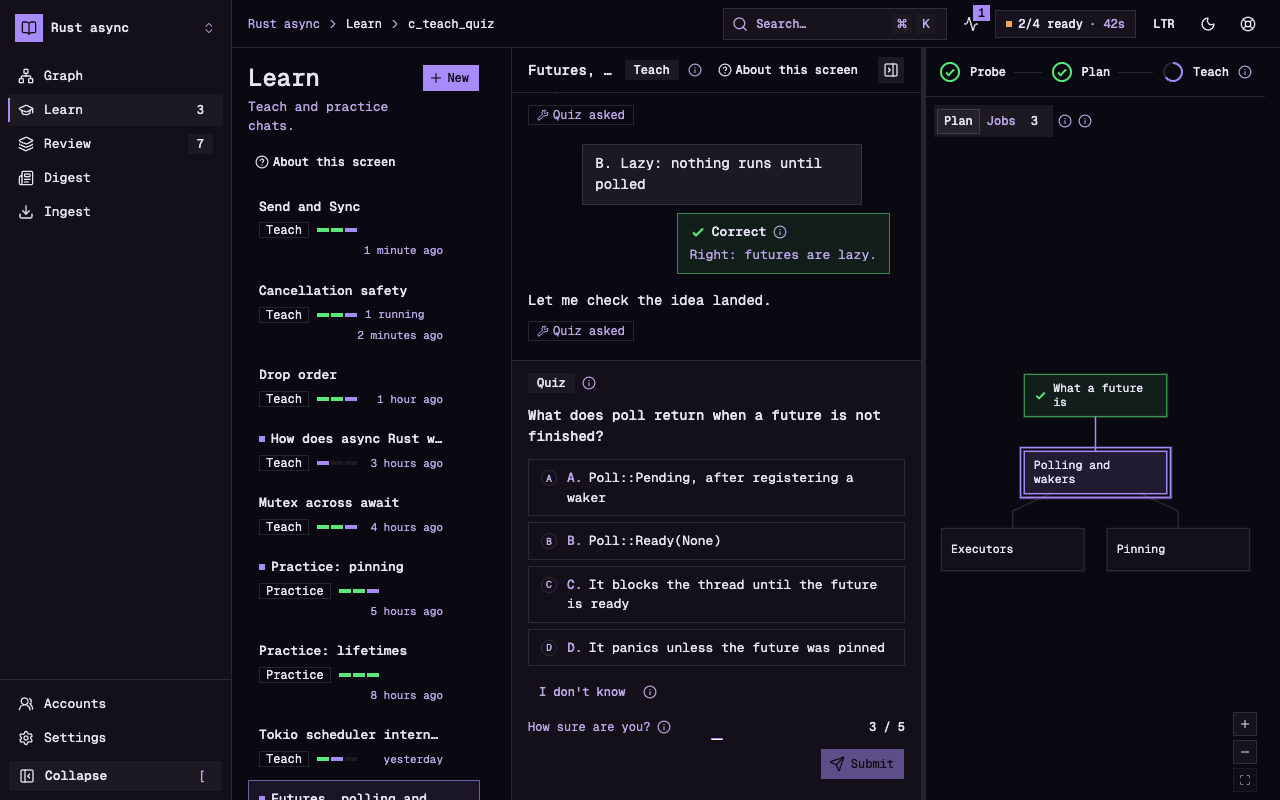 Rust async
Graph
Learn 3
Review 7
Digest
Ingest
Accounts
Settings
Collapse [
Rust async > Learn > c_teach_quiz
Search… ⌘ K
1
2/4 ready · 42s
LTR
Learn
+ New
Teach and practice
chats.
About this screen
Send and Sync
Teach
1 minute ago
Cancellation safety
Teach 1 running
2 minutes ago
Drop order
Teach 1 hour ago
How does async Rust w…
Teach 3 hours ago
Mutex across await
Teach 4 hours ago
Practice: pinning
Practice
5 hours ago
Practice: lifetimes
Practice
8 hours ago
Tokio scheduler intern…
Teach yesterday
Futures, polling and
Futures, … Teach About this screen
Quiz asked
B. Lazy: nothing runs until
polled
Correct
Right: futures are lazy.
Let me check the idea landed.
Quiz asked
Quiz
What does poll return when a future is not
finished?
A A. Poll::Pending, after registering a
waker
B B. Poll::Ready(None)
C C. It blocks the thread until the future
is ready
D D. It panics unless the future was pinned
I don't know
How sure are you? 3 / 5
Submit
Probe Plan Teach
Plan Jobs 3
What a future
is
Polling and
wakers
Executors
Pinning